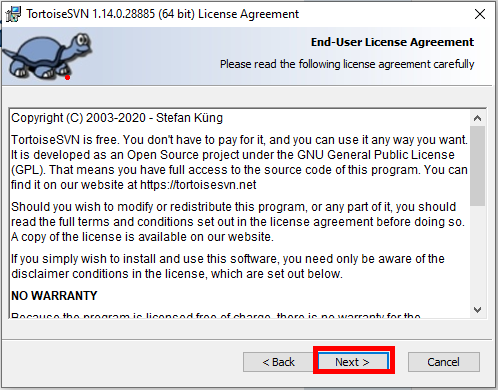 TortoiseSVN 1.14.0.28885 (64 bit) License Agreement
End-User License Agreement
Please read the following license agreement carefully
Copyright (C) 2003-2020 - Stefan Küng
TortoiseSVN is free. You don't have to pay for it, and you can use it any way you want.
It is developed as an Open Source project under the GNU General Public License
(GPL). That means you have full access to the source code of this program. You can
find it on our website at https://tortoisesvn.net
Should you wish to modify or redistribute this program, or any part of it, you should
read the full terms and conditions set out in the license agreement before doing so.
A copy of the license is available on our website.
If you simply wish to install and use this software, you need only be aware of the
disclaimer conditions in the license, which are set out below.
NO WARRANTY
Because the program is licensed free of charge, there is no warranty for the
< Back
Next >
Cancel